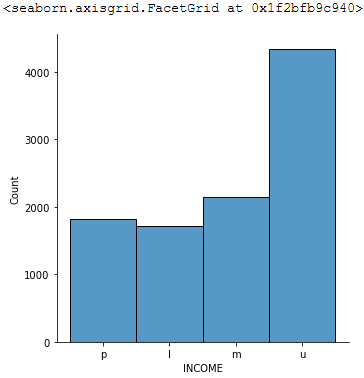 <seaborn.axisgrid.FacetGrid at 0x1f2bfb9c940>
4000
3000
2000
1000
0
Count
p l m u
INCOME